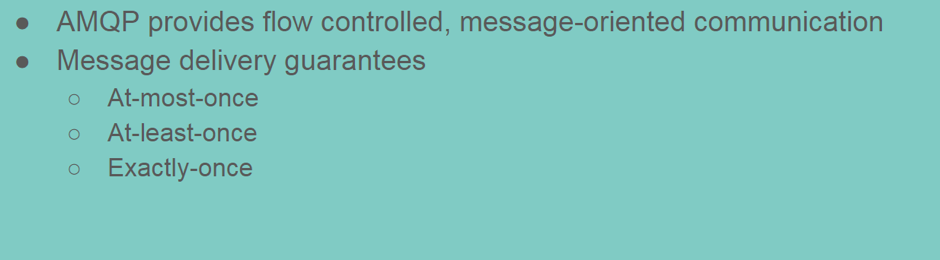 ● AMQP provides flow controlled, message-oriented communication
● Message delivery guarantees
○ At-most-once
○ At-least-once
○ Exactly-once